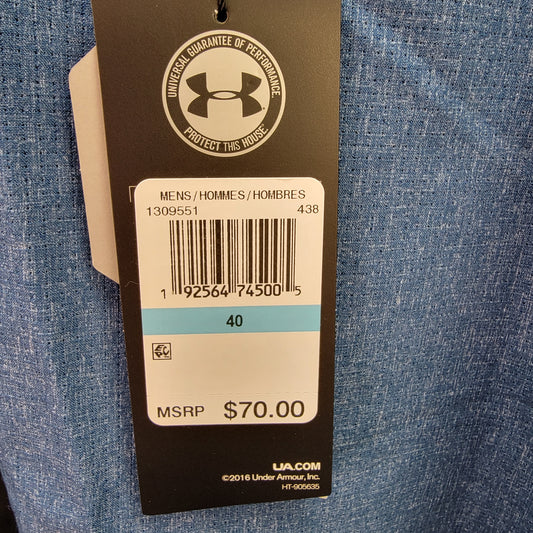 UNIVERSAL GUARANTEE OF PERFORMANCE.
PROTECT THIS HOUSE.
MENS/HOMMES/HOMBRES
1309551 438
1 92564 74500 5
40
MSRP $70.00
UA.COM
©2016 Under Armour, Inc.
HT-905635